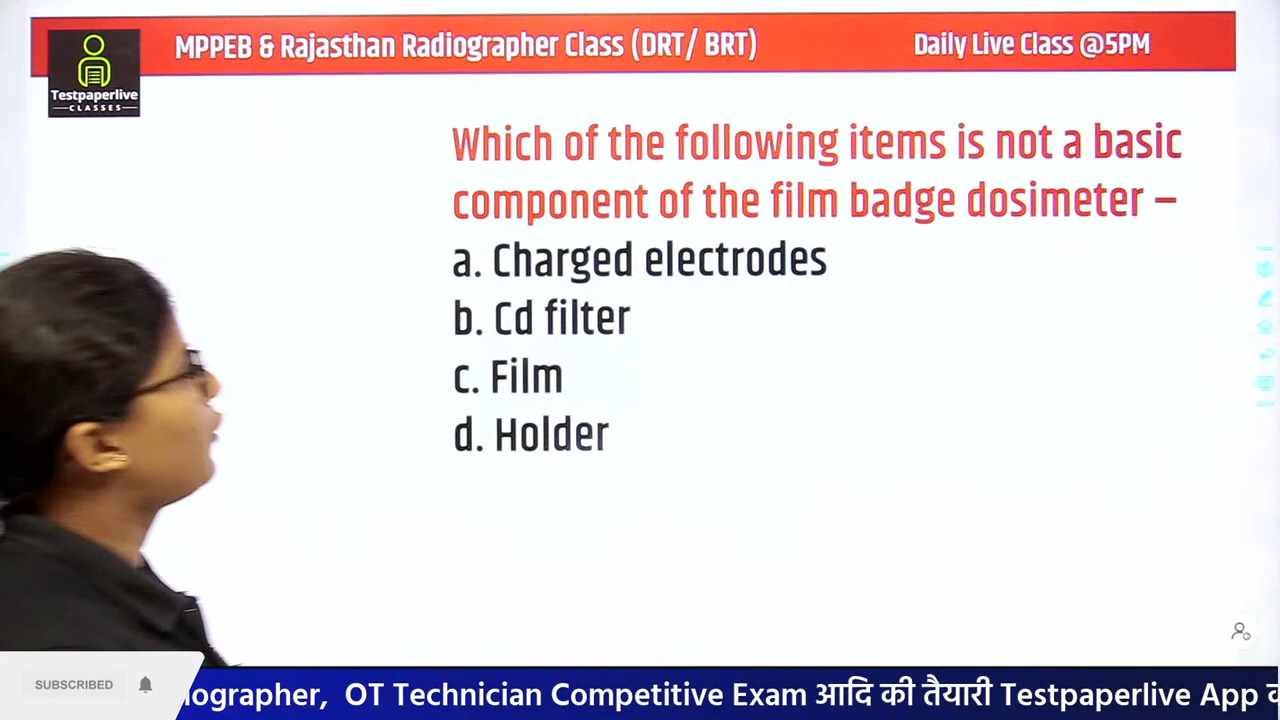 MPPEB & Rajasthan Radiographer Class (DRT/ BRT)
Daily Live Class @5PM
Testpaperlive
CLASSES
Which of the following items is not a basic
component of the film badge dosimeter –
a. Charged electrodes
b. Cd filter
c. Film
d. Holder
SUBSCRIBED
iographer, OT Technician Competitive Exam आदि की तैयारी Testpaperlive App